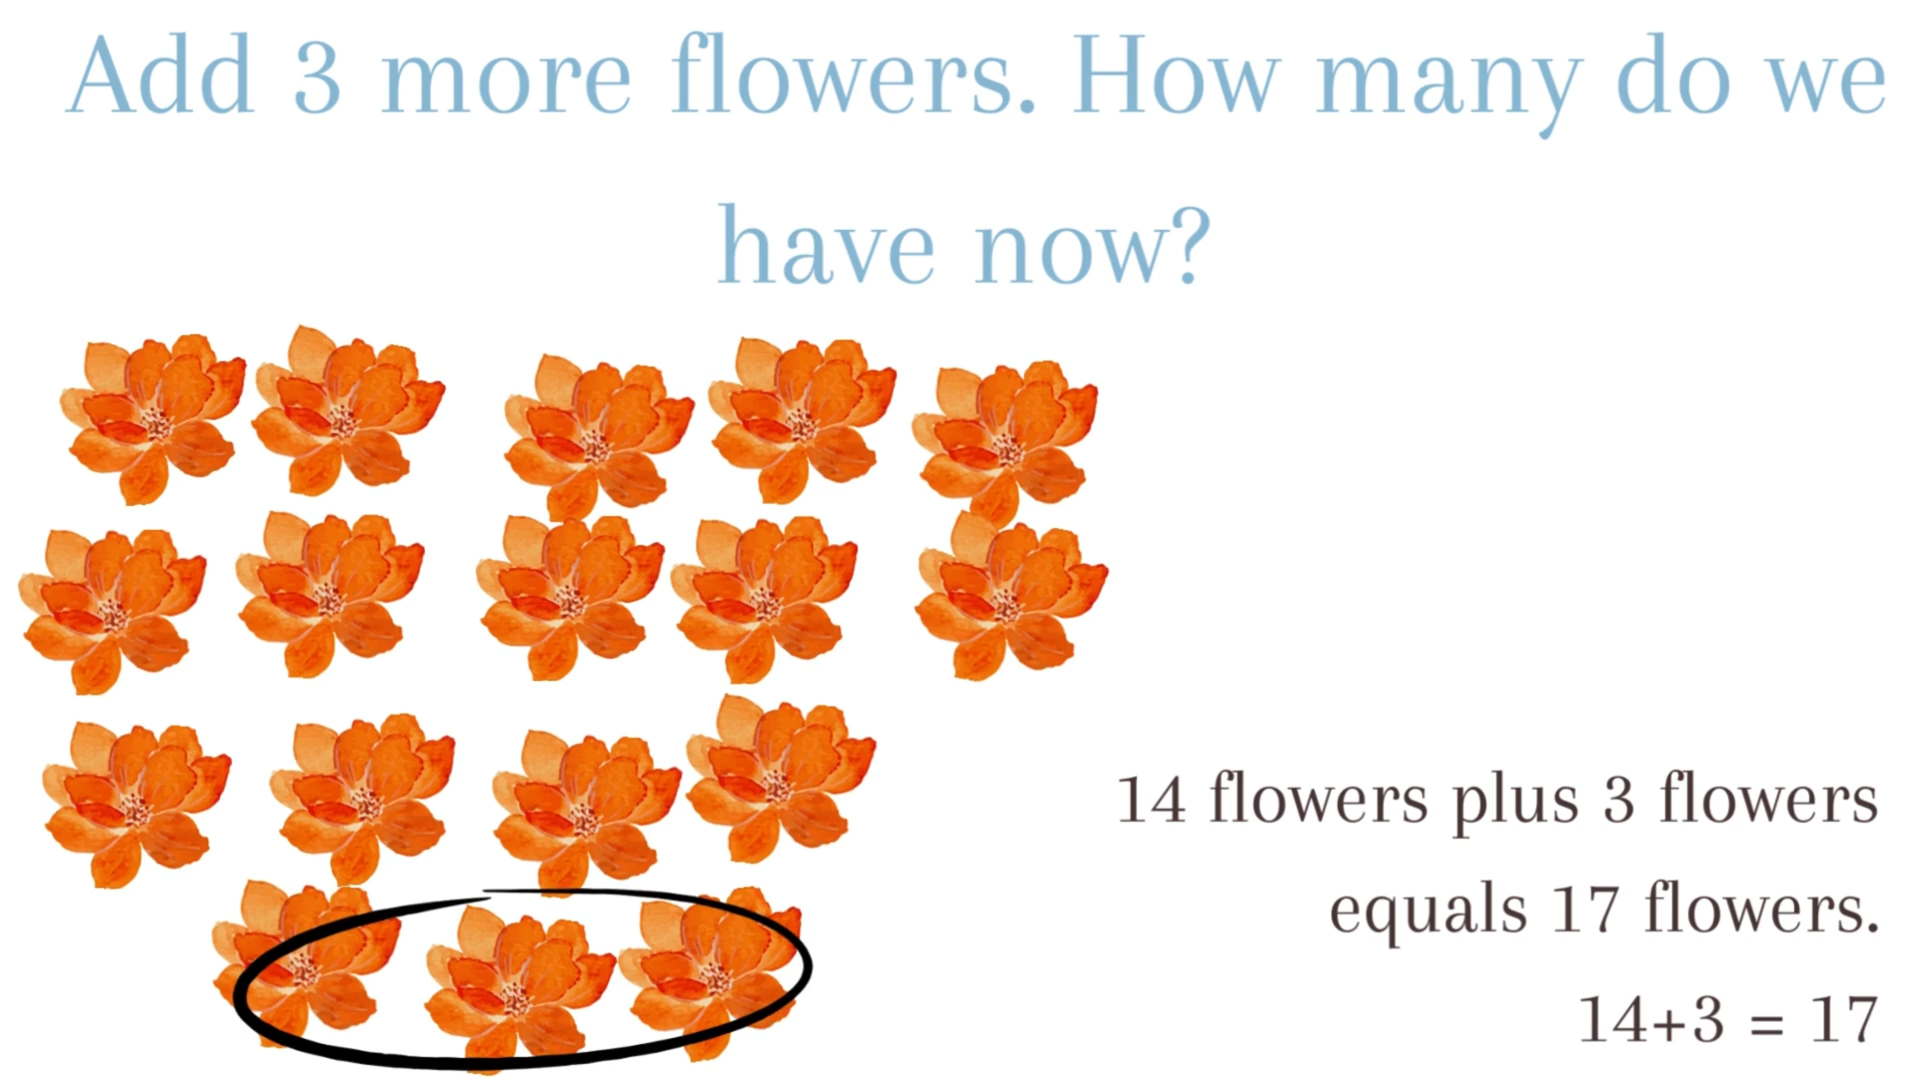 Add 3 more flowers. How many do we
have now?
14 flowers plus 3 flowers
equals 17 flowers.
14+3 = 17